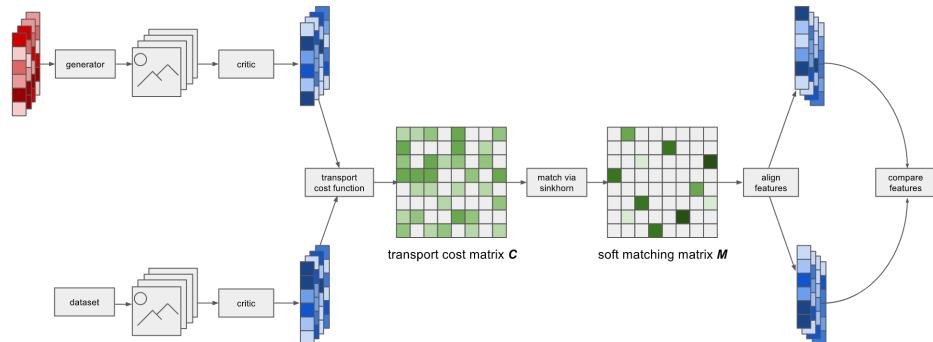 generator
critic
transport
cost function
match via
sinkhorn
align
features
compare
features
transport cost matrix C
soft matching matrix M
dataset
critic